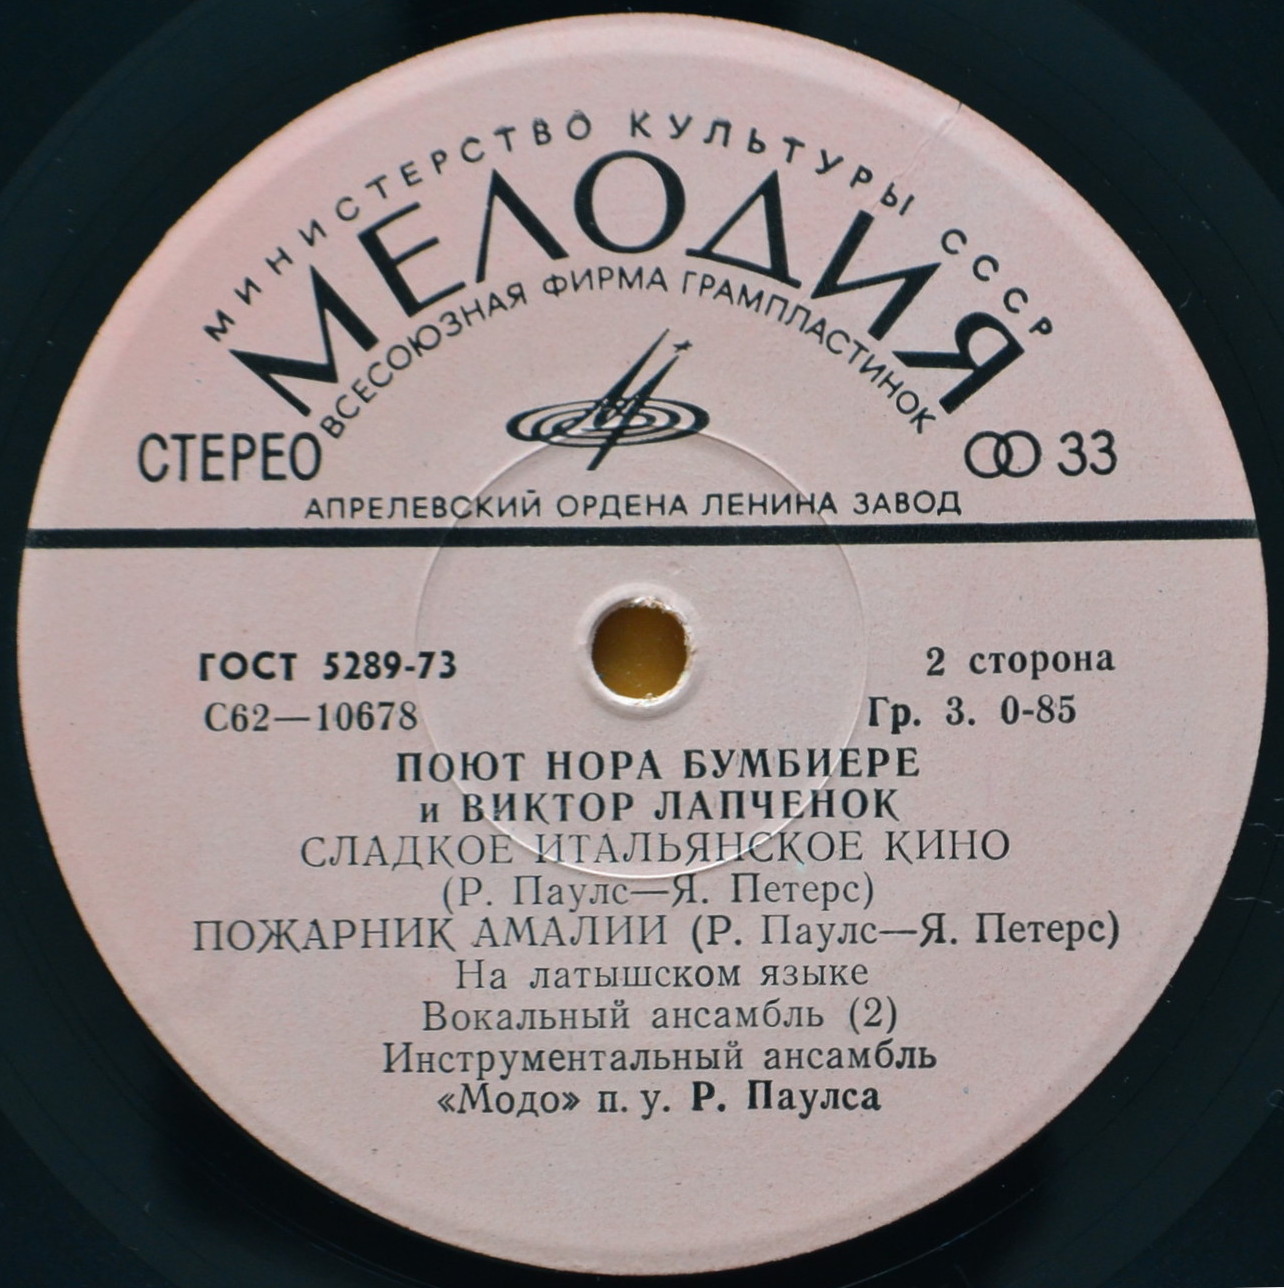 МИНИСТЕРСТВО КУЛЬТУРЫ СССР
МЕЛОДИЯ
ВСЕСОЮЗНАЯ ФИРМА ГРАМПЛАСТИНОК
СТЕРЕО
33
АПРЕЛЕВСКИЙ ОРДЕНА ЛЕНИНА ЗАВОД
ГОСТ 5289-73
2 сторона
С62—10678
Гр. 3. 0-85
ПОЮТ НОРА БУМБИЕРЕ
и ВИКТОР ЛАПЧЕНОК
СЛАДКОЕ ИТАЛЬЯНСКОЕ КИНО
(Р. Паулс—Я. Петерс)
ПОЖАРНИК АМАЛИИ (Р. Паулс—Я. Петерс)
На латышском языке
Вокальный ансамбль (2)
Инструментальный ансамбль
«Модо» п. у. Р. Паулса